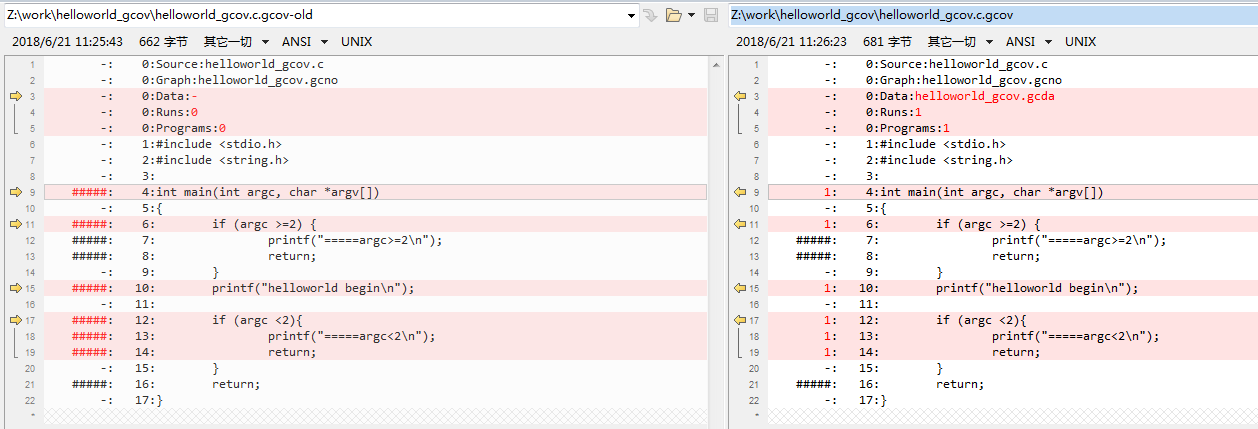 Z:\work\helloworld_gcov\helloworld_gcov.c.gcov-old
2018/6/21 11:25:43 662 字节 其它一切 ANSI UNIX
1 -: 0:Source:helloworld_gcov.c
2 -: 0:Graph:helloworld_gcov.gcno
3 -: 0:Data:-
4 -: 0:Runs:0
5 -: 0:Programs:0
6 -: 1:#include <stdio.h>
7 -: 2:#include <string.h>
8 -: 3:
9 #####: 4:int main(int argc, char *argv[])
10 -: 5:{
11 #####: 6: if (argc >=2) {
12 #####: 7: printf("=====argc>=2\n");
13 #####: 8: return;
14 -: 9: }
15 #####: 10: printf("helloworld begin\n");
16 -: 11:
17 #####: 12: if (argc <2){
18 #####: 13: printf("=====argc<2\n");
19 #####: 14: return;
20 -: 15: }
21 #####: 16: return;
22 -: 17:}
Z:\work\helloworld_gcov\helloworld_gcov.c.gcov
2018/6/21 11:26:23 681 字节 其它一切 ANSI UNIX
1 -: 0:Source:helloworld_gcov.c
2 -: 0:Graph:helloworld_gcov.gcno
3 -: 0:Data:helloworld_gcov.gcda
4 -: 0:Runs:1
5 -: 0:Programs:1
6 -: 1:#include <stdio.h>
7 -: 2:#include <string.h>
8 -: 3:
9 1: 4:int main(int argc, char *argv[])
10 -: 5:{
11 1: 6: if (argc >=2) {
12 #####: 7: printf("=====argc>=2\n");
13 #####: 8: return;
14 -: 9: }
15 1: 10: printf("helloworld begin\n");
16 -: 11:
17 1: 12: if (argc <2){
18 1: 13: printf("=====argc<2\n");
19 1: 14: return;
20 -: 15: }
21 #####: 16: return;
22 -: 17:}